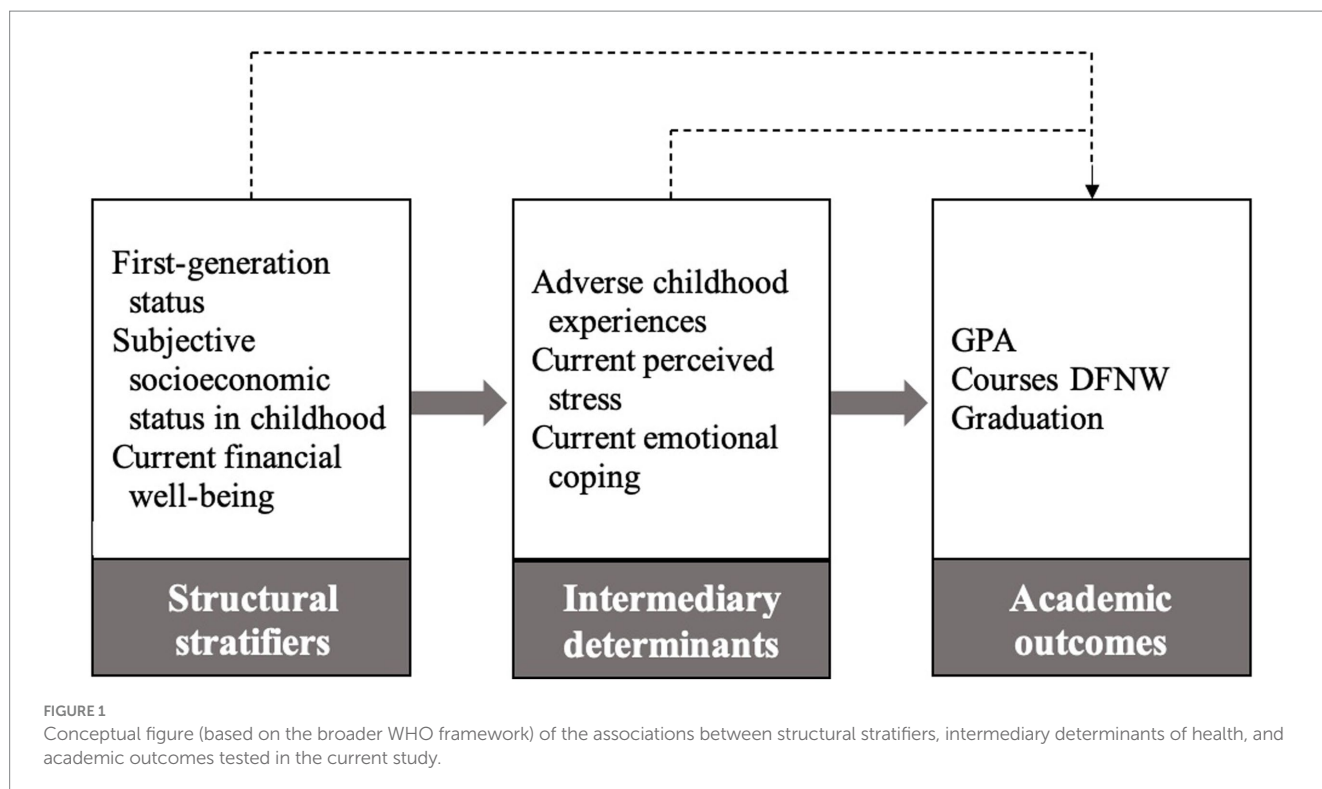 First-generation
status
Subjective
socioeconomic
status in childhood
Current financial
well-being
Structural
stratifiers
Adverse childhood
experiences
Current perceived
stress
Current emotional
coping
Intermediary
determinants
GPA
Courses DFNW
Graduation
Academic
outcomes
FIGURE 1
Conceptual figure (based on the broader WHO framework) of the associations between structural stratifiers, intermediary determinants of health, and
academic outcomes tested in the current study.